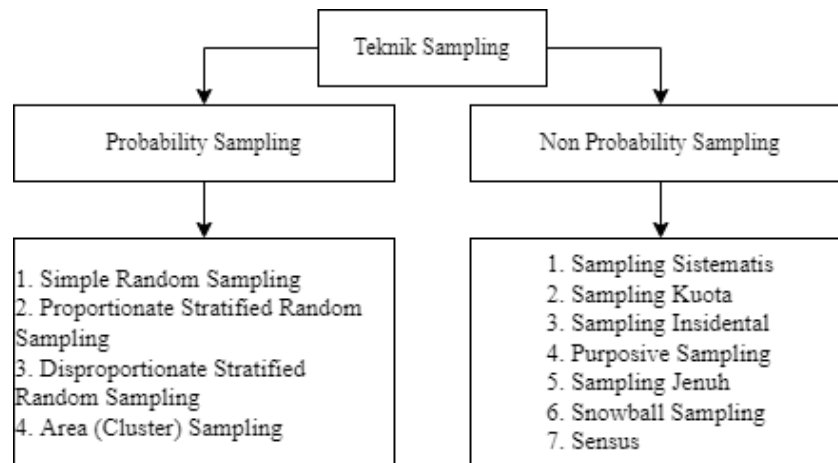 Teknik Sampling
Probability Sampling
Non Probability Sampling
1. Simple Random Sampling
2. Proportionate Stratified Random
Sampling
3. Disproportionate Stratified
Random Sampling
4. Area (Cluster) Sampling
1. Sampling Sistematis
2. Sampling Kuota
3. Sampling Insidental
4. Purposive Sampling
5. Sampling Jenuh
6. Snowball Sampling
7. Sensus